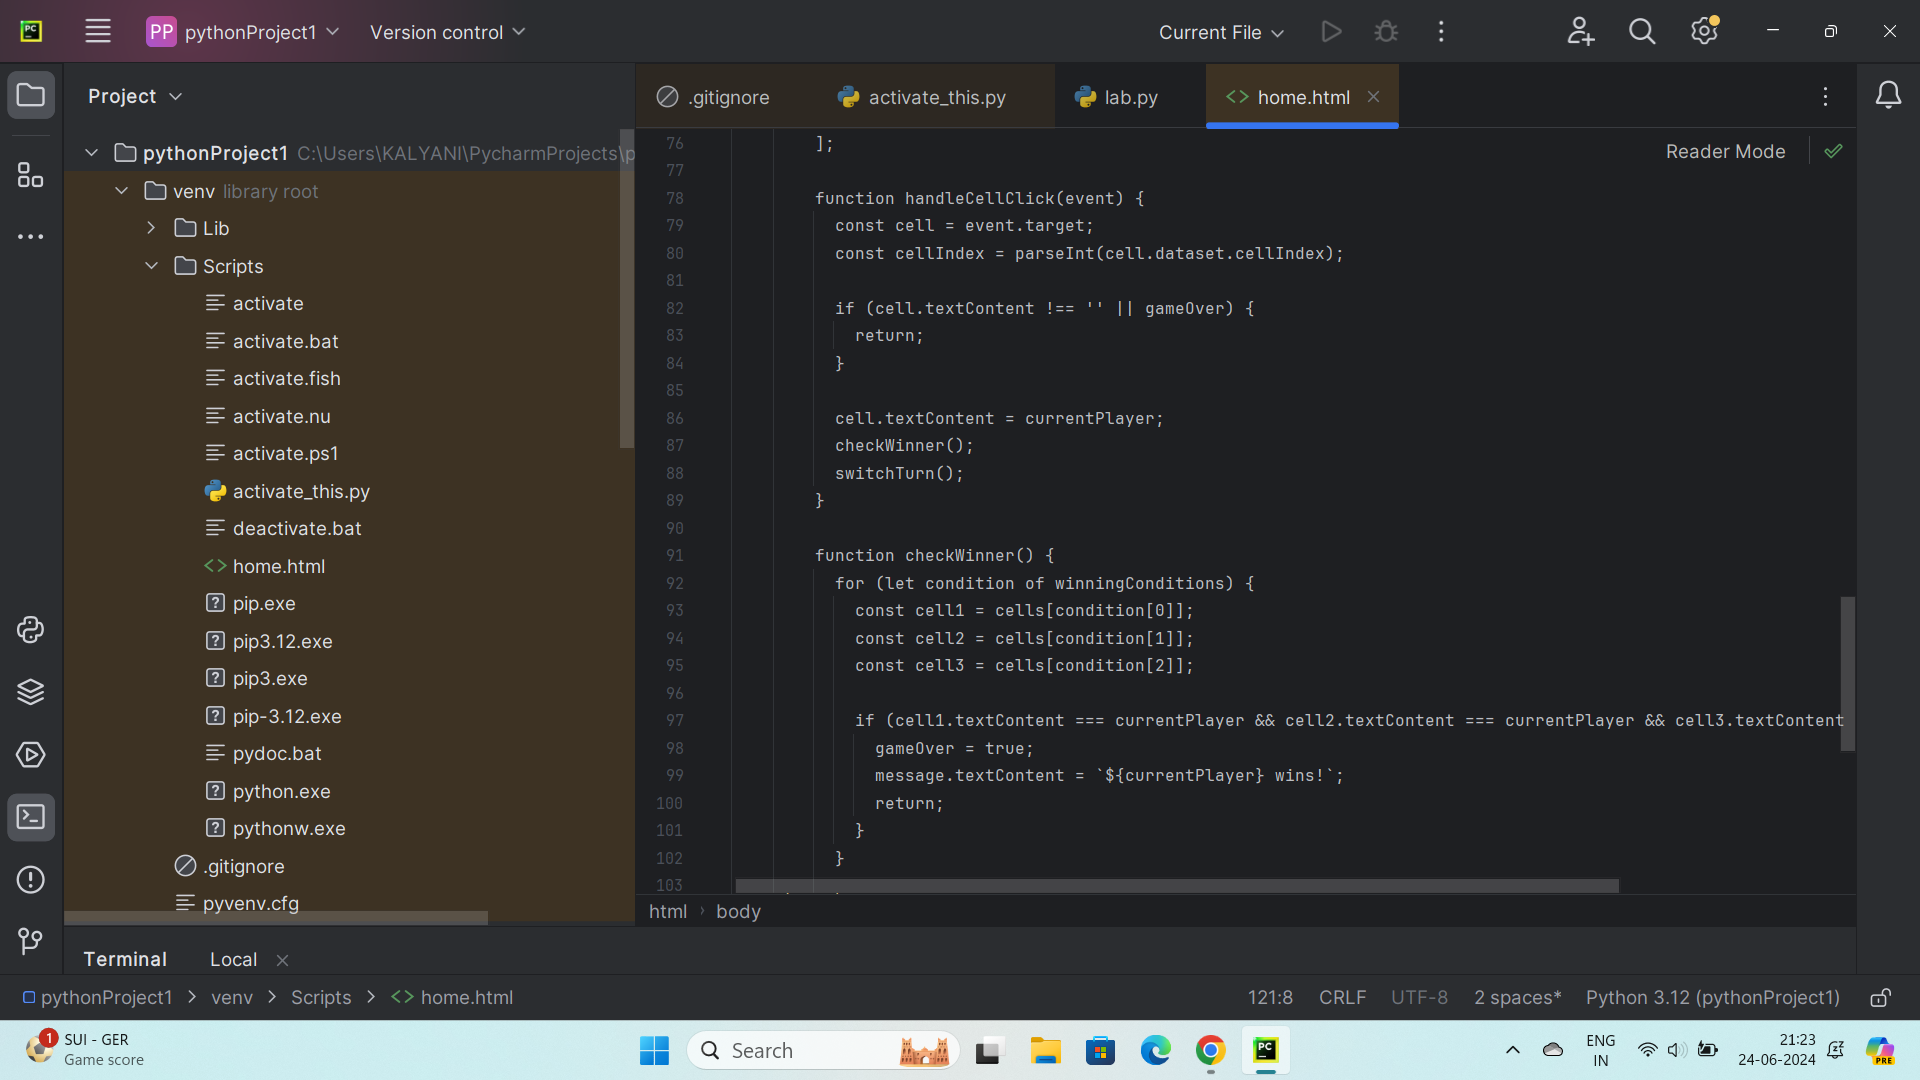 PC
PP pythonProject1
Version control
Current File
Project
pythonProject1 C:\Users\KALYANI\PycharmProjects\p
venv library root
Lib
Scripts
activate
activate.bat
activate.fish
activate.nu
activate.ps1
activate_this.py
deactivate.bat
home.html
pip.exe
pip3.12.exe
pip3.exe
pip-3.12.exe
pydoc.bat
python.exe
pythonw.exe
.gitignore
pyvenv.cfg
.gitignore
activate_this.py
lab.py
home.html
Reader Mode
76 ];
77
78 function handleCellClick(event) {
79 const cell = event.target;
80 const cellIndex = parseInt(cell.dataset.cellIndex);
81
82 if (cell.textContent !== '' || gameOver) {
83 return;
84 }
85
86 cell.textContent = currentPlayer;
87 checkWinner();
88 switchTurn();
89 }
90
91 function checkWinner() {
92 for (let condition of winningConditions) {
93 const cell1 = cells[condition[0]];
94 const cell2 = cells[condition[1]];
95 const cell3 = cells[condition[2]];
96
97 if (cell1.textContent === currentPlayer && cell2.textContent === currentPlayer && cell3.textContent
98 gameOver = true;
99 message.textContent = `${currentPlayer} wins!`;
100 return;
101 }
102 }
103
html › body
Terminal
Local
pythonProject1 > venv > Scripts > home.html
121:8
CRLF
UTF-8
2 spaces*
Python 3.12 (pythonProject1)
1
SUI - GER
Game score
Search
PC
ENG
IN
21:23
24-06-2024
PRE